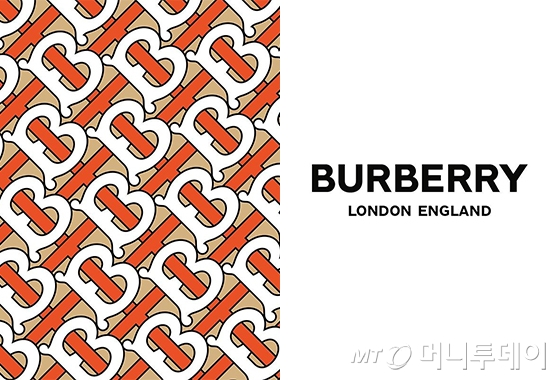 BURBERRY
LONDON ENGLAND
MT 머니투데이